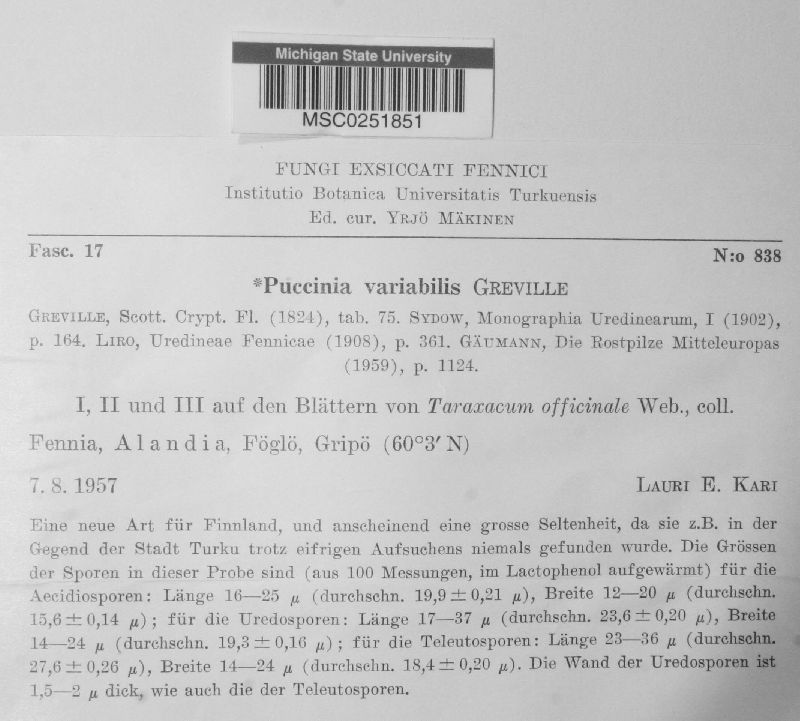 Michigan State University
MSC0251851
FUNGI EXSICCATI FENNICI
Institutio Botanica Universitatis Turkuensis
Ed. cur. YRJÖ MÄKINEN
Fasc. 17
N:o 838
*Puccinia variabilis GREVILLE
GREVILLE, Scott. Crypt. Fl. (1824), tab. 75. SYDOW, Monographia Uredinearum, I (1902),
p. 164. LIRO, Uredineae Fennicae (1908), p. 361. GÄUMANN, Die Rostpilze Mitteleuropas
(1959), p. 1124.
I, II und III auf den Blättern von Taraxacum officinale Web., coll.
Fennia, Alandia, Föglö, Gripö (60°3′ N)
7. 8. 1957
LAURI E. KARI
Eine neue Art für Finnland, und anscheinend eine grosse Seltenheit, da sie z.B. in der
Gegend der Stadt Turku trotz eifrigen Aufsuchens niemals gefunden wurde. Die Grössen
der Sporen in dieser Probe sind (aus 100 Messungen, im Lactophenol aufgewärmt) für die
Aecidiosporen: Länge 16—25 μ (durchschn. 19,9 ± 0,21 μ), Breite 12—20 μ (durchschn.
15,6 ± 0,14 μ); für die Uredosporen: Länge 17—37 μ (durchschn. 23,6 ± 0,20 μ), Breite
14—24 μ (durchschn. 19,3 ± 0,16 μ); für die Teleutosporen: Länge 23—36 μ (durchschn.
27,6 ± 0,26 μ), Breite 14—24 μ (durchschn. 18,4 ± 0,20 μ). Die Wand der Uredosporen ist
1,5—2 μ dick, wie auch die der Teleutosporen.